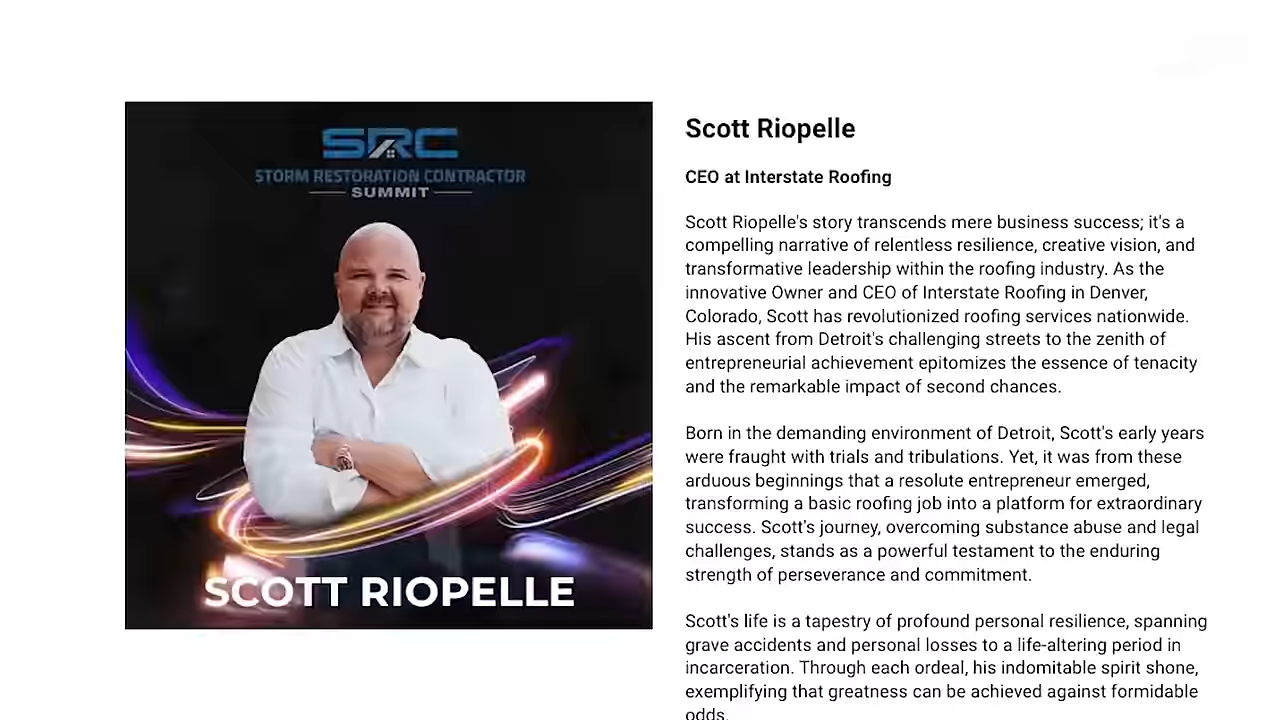 SRC
STORM RESTORATION CONTRACTOR
SUMMIT
SCOTT RIOPELLE
Scott Riopelle
CEO at Interstate Roofing
Scott Riopelle's story transcends mere business success; it's a
compelling narrative of relentless resilience, creative vision, and
transformative leadership within the roofing industry. As the
innovative Owner and CEO of Interstate Roofing in Denver,
Colorado, Scott has revolutionized roofing services nationwide.
His ascent from Detroit's challenging streets to the zenith of
entrepreneurial achievement epitomizes the essence of tenacity
and the remarkable impact of second chances.
Born in the demanding environment of Detroit, Scott's early years
were fraught with trials and tribulations. Yet, it was from these
arduous beginnings that a resolute entrepreneur emerged,
transforming a basic roofing job into a platform for extraordinary
success. Scott's journey, overcoming substance abuse and legal
challenges, stands as a powerful testament to the enduring
strength of perseverance and commitment.
Scott's life is a tapestry of profound personal resilience, spanning
grave accidents and personal losses to a life-altering period in
incarceration. Through each ordeal, his indomitable spirit shone,
exemplifying that greatness can be achieved against formidable
odds.